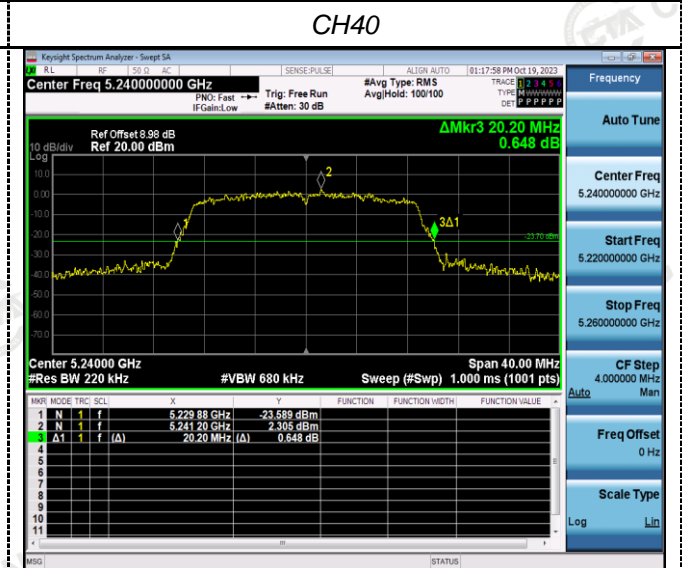 CH40
Keysight Spectrum Analyzer - Swept SA
RL RF 50 Ω AC SENSE:PULSE ALIGN AUTO 01:17:58 PM Oct 19, 2023
Center Freq 5.240000000 GHz
PNO: Fast
IFGain:Low
Trig: Free Run
#Atten: 30 dB
#Avg Type: RMS
Avg|Hold: 100/100
TRACE 1 2 3 4 5 6
TYPE M WWWWW
DET P P P P P P
Frequency
Ref Offset 8.98 dB
Ref 20.00 dBm
10 dB/div
Log
ΔMkr3 20.20 MHz
0.648 dB
10.0
0.00
-10.0
-20.0
-30.0
-40.0
-50.0
-60.0
-70.0
1
2
3Δ1
-23.70 dBm
Center 5.24000 GHz Span 40.00 MHz
#Res BW 220 kHz #VBW 680 kHz Sweep (#Swp) 1.000 ms (1001 pts)
MKR MODE TRC SCL X Y FUNCTION FUNCTION WIDTH FUNCTION VALUE
1 N 1 f 5.229 88 GHz -23.589 dBm
2 N 1 f 5.241 20 GHz 2.305 dBm
3 Δ1 1 f (Δ) 20.20 MHz (Δ) 0.648 dB
4
5
6
7
8
9
10
11
MSG STATUS
Auto Tune
Center Freq
5.240000000 GHz
Start Freq
5.220000000 GHz
Stop Freq
5.260000000 GHz
CF Step
4.000000 MHz
Auto Man
Freq Offset
0 Hz
Scale Type
Log Lin